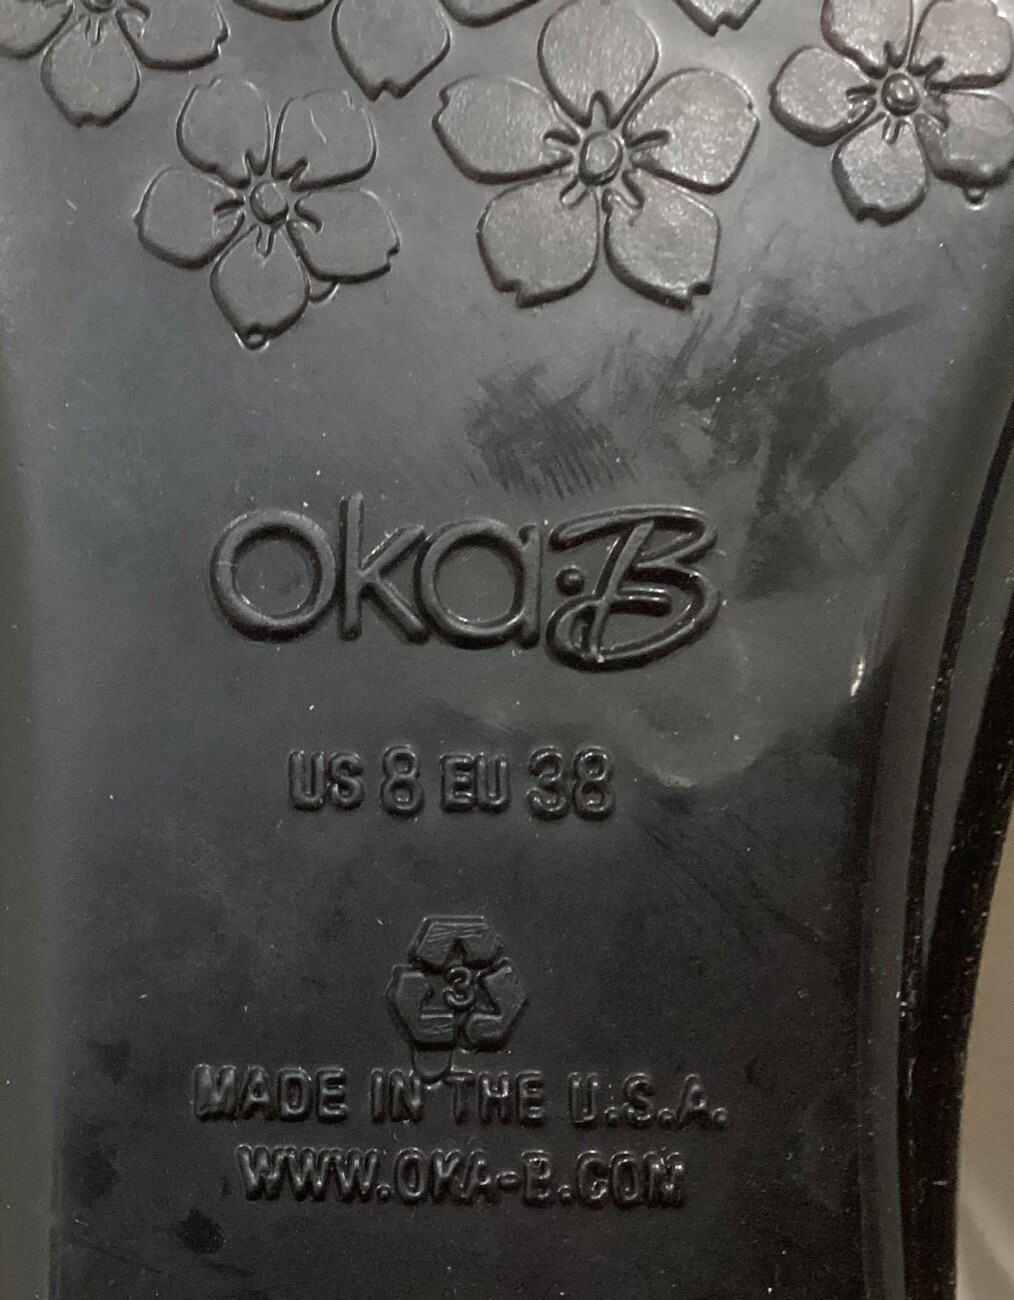 oka·B
US 8 EU 38
3
MADE IN THE U.S.A.
WWW.OKA-B.COM